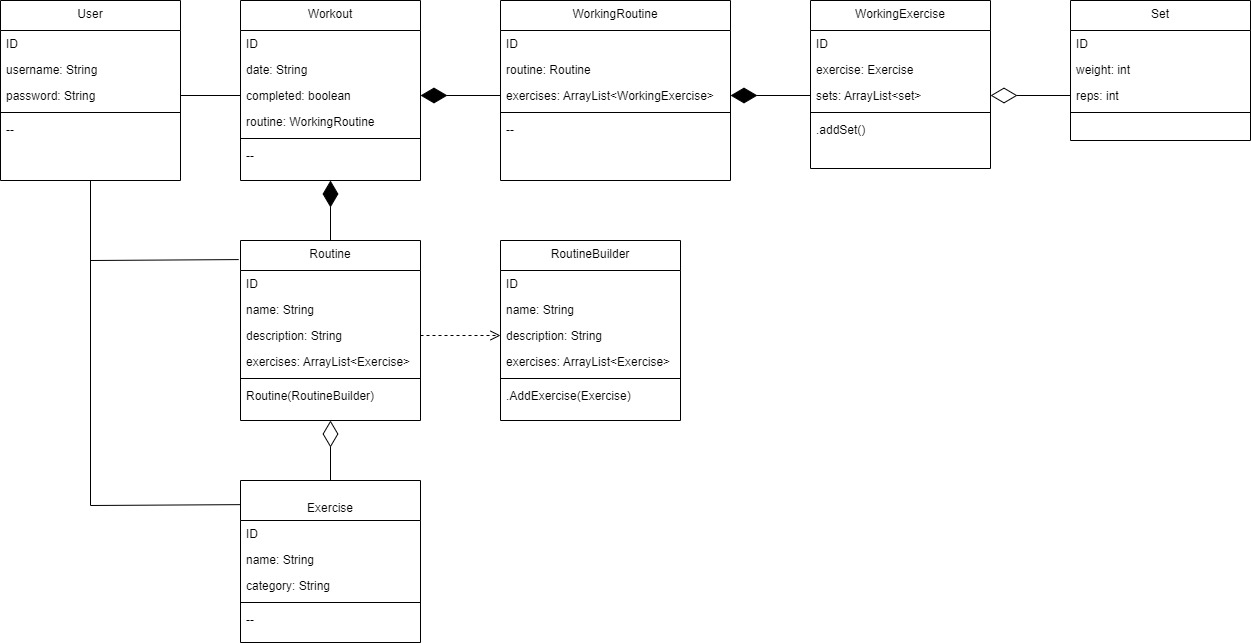 User
ID
username: String
password: String
--
Workout
ID
date: String
completed: boolean
routine: WorkingRoutine
--
WorkingRoutine
ID
routine: Routine
exercises: ArrayList<WorkingExercise>
--
WorkingExercise
ID
exercise: Exercise
sets: ArrayList<set>
.addSet()
Set
ID
weight: int
reps: int
Routine
ID
name: String
description: String
exercises: ArrayList<Exercise>
Routine(RoutineBuilder)
RoutineBuilder
ID
name: String
description: String
exercises: ArrayList<Exercise>
.AddExercise(Exercise)
Exercise
ID
name: String
category: String
--